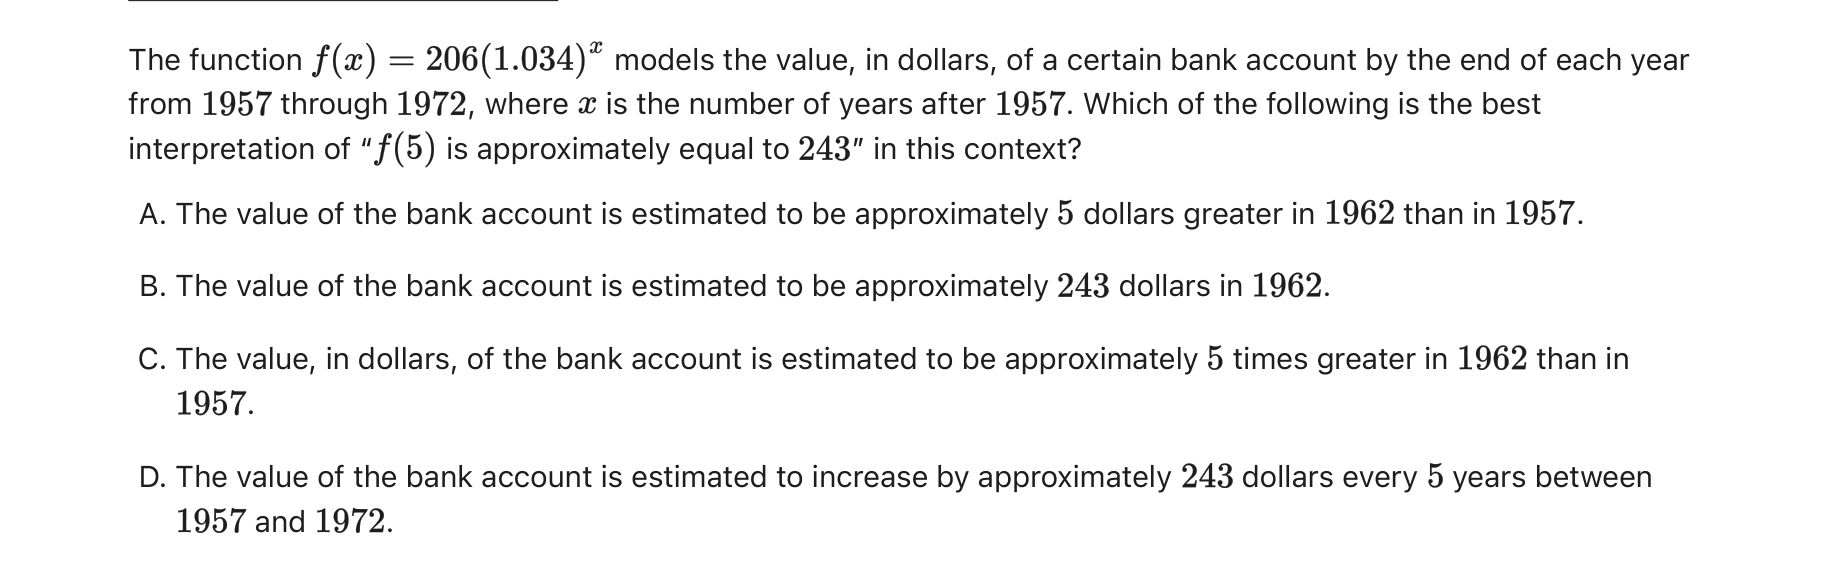 The function f(x) = 206(1.034)^x models the value, in dollars, of a certain bank account by the end of each year
from 1957 through 1972, where x is the number of years after 1957. Which of the following is the best
interpretation of "f(5) is approximately equal to 243" in this context?
A. The value of the bank account is estimated to be approximately 5 dollars greater in 1962 than in 1957.
B. The value of the bank account is estimated to be approximately 243 dollars in 1962.
C. The value, in dollars, of the bank account is estimated to be approximately 5 times greater in 1962 than in
1957.
D. The value of the bank account is estimated to increase by approximately 243 dollars every 5 years between
1957 and 1972.